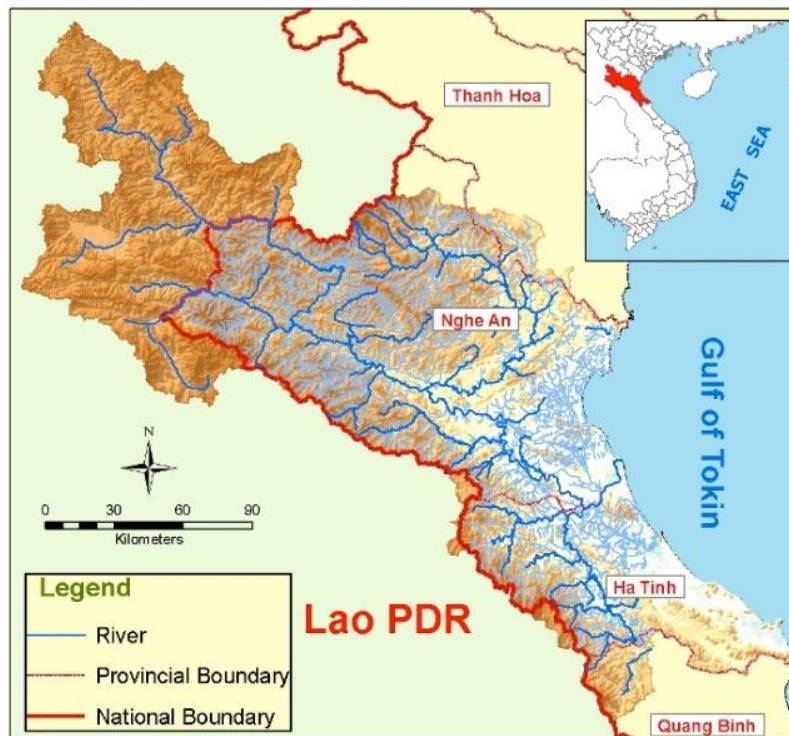 Thanh Hoa
EAST SEA
Nghe An
Gulf of Tokin
N
0 30 60 90
Kilometers
Ha Tinh
Lao PDR
Legend
River
Provincial Boundary
National Boundary
Quang Binh